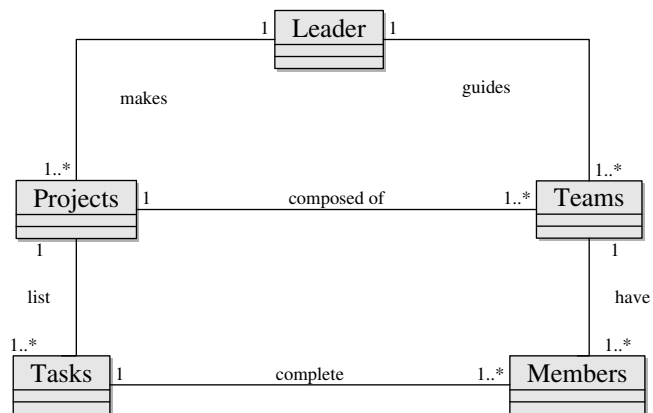 1 Leader 1
makes
guides
1..* 1..*
Projects 1 composed of 1..* Teams
1 1
list have
1..* 1..*
Tasks 1 complete 1..* Members